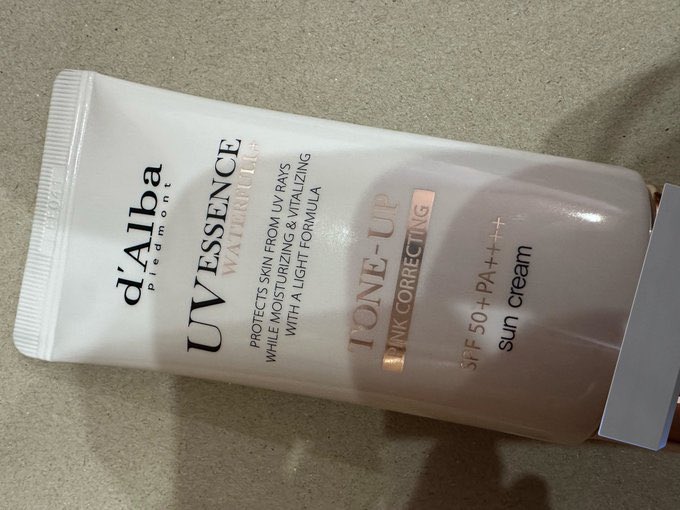 d'Alba
Piedmont
UV ESSENCE
WATERFULL+
PROTECTS SKIN FROM UV RAYS
WHILE MOISTURIZING & VITALIZING
WITH A LIGHT FORMULA
TONE-UP
PINK CORRECTING
SPF 50+PA++++
sun cream